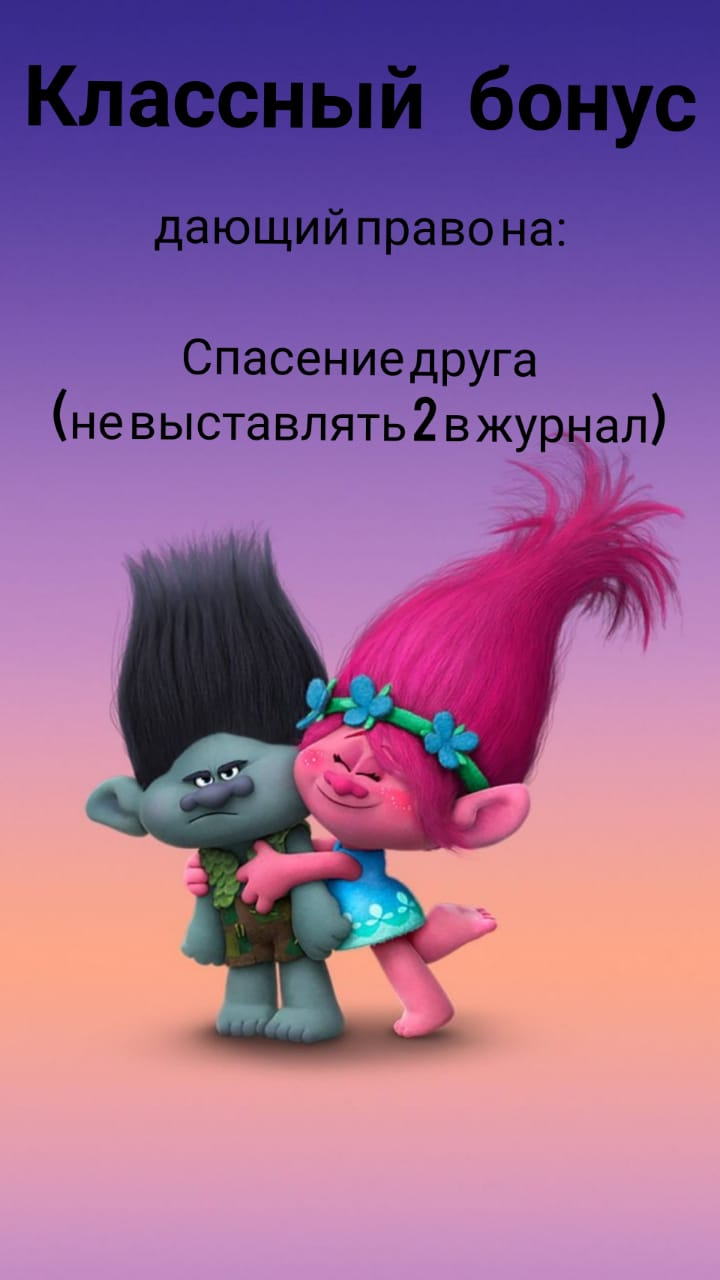 Классный бонус
дающий право на:
Спасение друга
(не выставлять 2 в журнал)